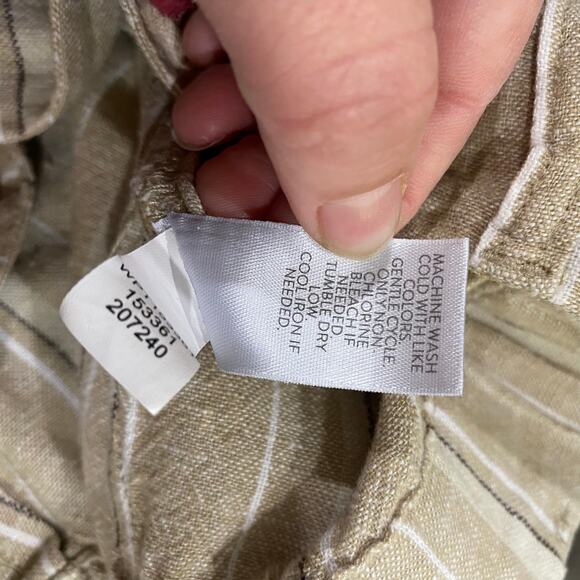 MACHINE WASH
COLD WITH LIKE
COLORS.
GENTLE CYCLE.
ONLY NON.
CHLORINE
BLEACH IF
NEEDED.
TUMBLE DRY
LOW.
COOL IRON IF
NEEDED.
153361
207240